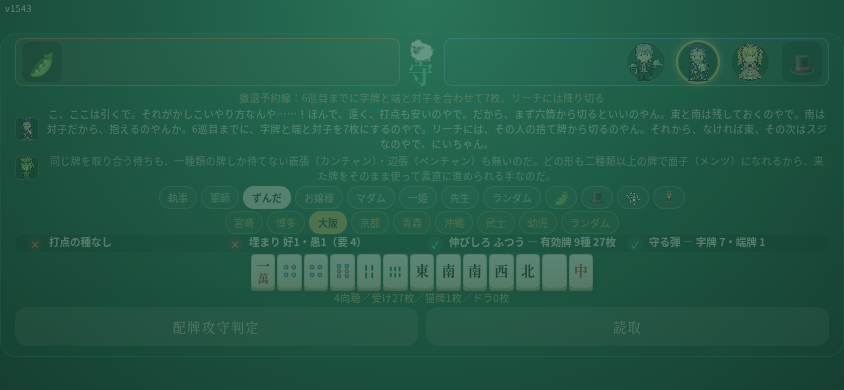 v1543
守
撤退予約線：6巡目までに字牌と端と対子を合わせて7枚。リーチには降り切る
こ、ここは引くで。それがかしこいやり方なんや……！ほんで、遠く、打点も安いのやで。だから、まず六筒から切るといいのやん。東と南は残しておくのやで。南は
対子だから、抱えるのやんか。6巡目までに、字牌と端と対子を7枚にするのやで。リーチには、その人の捨て牌から切るのやん。それから、なければ東、その次はスジ
なのやで、にいちゃん。
同じ牌を取り合う待ちも、一種類の牌しか待てない嵌張（カンチャン）・辺張（ペンチャン）も無いのだ。どの形も二種類以上の牌で面子（メンツ）になれるから、来
た牌をそのまま使って素直に進められる手なのだ。
執事 軍師 ずんだ お嬢様 マダム 一姫 先生 ランダム
宮崎 博多 大阪 京都 青森 沖縄 武士 幼児 ランダム
× 打点の種なし × 埋まり 好1・愚1（要 4） ✓ 伸びしろ ふつう — 有効牌 9種 27枚 ✓ 守る弾 — 字牌 7・端牌 1
一萬 東 南 南 西 北 中
4向聴／受け27枚／猫牌1枚／ドラ0枚
配牌攻守判定 読取